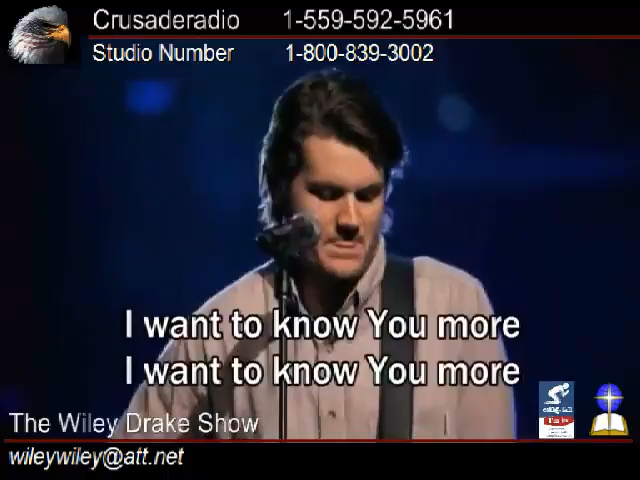 Crusaderadio 1-559-592-5961
Studio Number 1-800-839-3002
I want to know You more
I want to know You more
The Wiley Drake Show
wileywiley@att.net